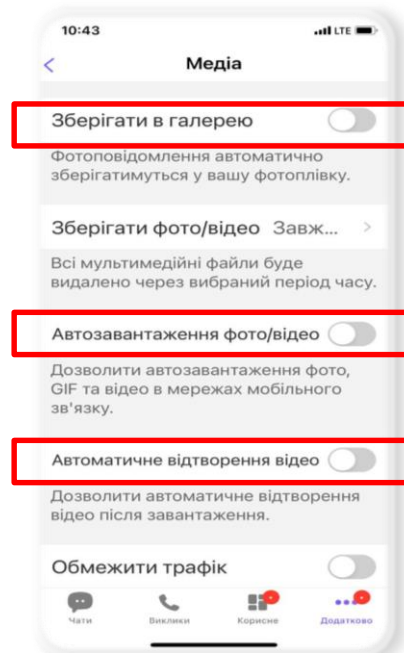 10:43
LTE
Медіа
Зберігати в галерею
Фотоповідомлення автоматично
зберігатимуться у вашу фотоплівку.
Зберігати фото/відео Завж...
Всі мультимедійні файли буде
видалено через вибраний період часу.
Автозавантаження фото/відео
Дозволити автозавантаження фото,
GIF та відео в мережах мобільного
зв'язку.
Автоматичне відтворення відео
Дозволити автоматичне відтворення
відео після завантаження.
Обмежити трафік
Чати Виклики Корисне Додатково